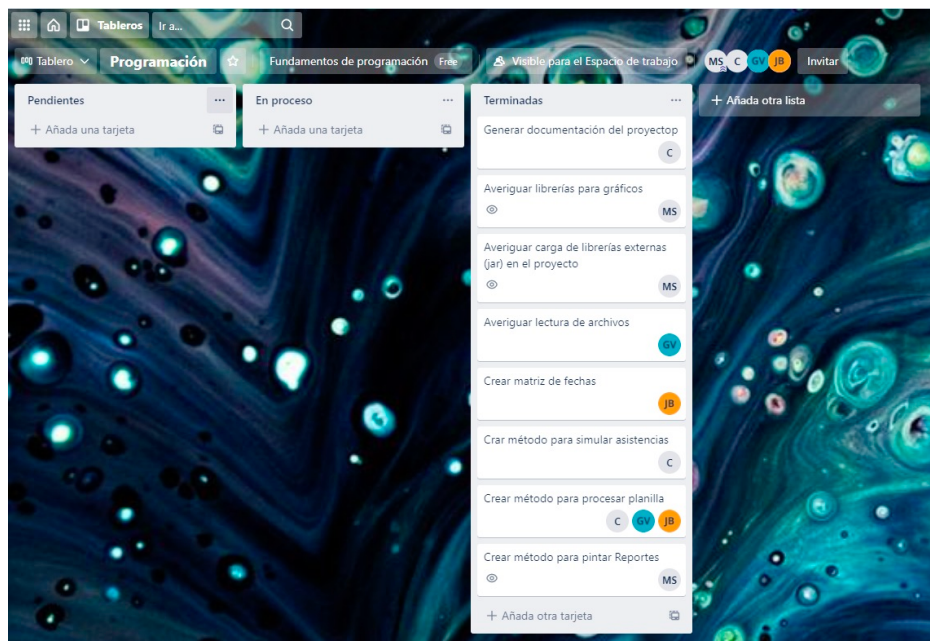 Tableros
Ir a...
Tablero
Programación
Fundamentos de programación
Free
Visible para el Espacio de trabajo
MS
C
GV
JB
Invitar
Pendientes
+ Añada una tarjeta
En proceso
+ Añada una tarjeta
Terminadas
Generar documentación del proyectop
C
Averiguar librerías para gráficos
MS
Averiguar carga de librerías externas
(jar) en el proyecto
MS
Averiguar lectura de archivos
GV
Crear matriz de fechas
JB
Crar método para simular asistencias
C
Crear método para procesar planilla
C GV JB
Crear método para pintar Reportes
MS
+ Añada otra tarjeta
+ Añada otra lista